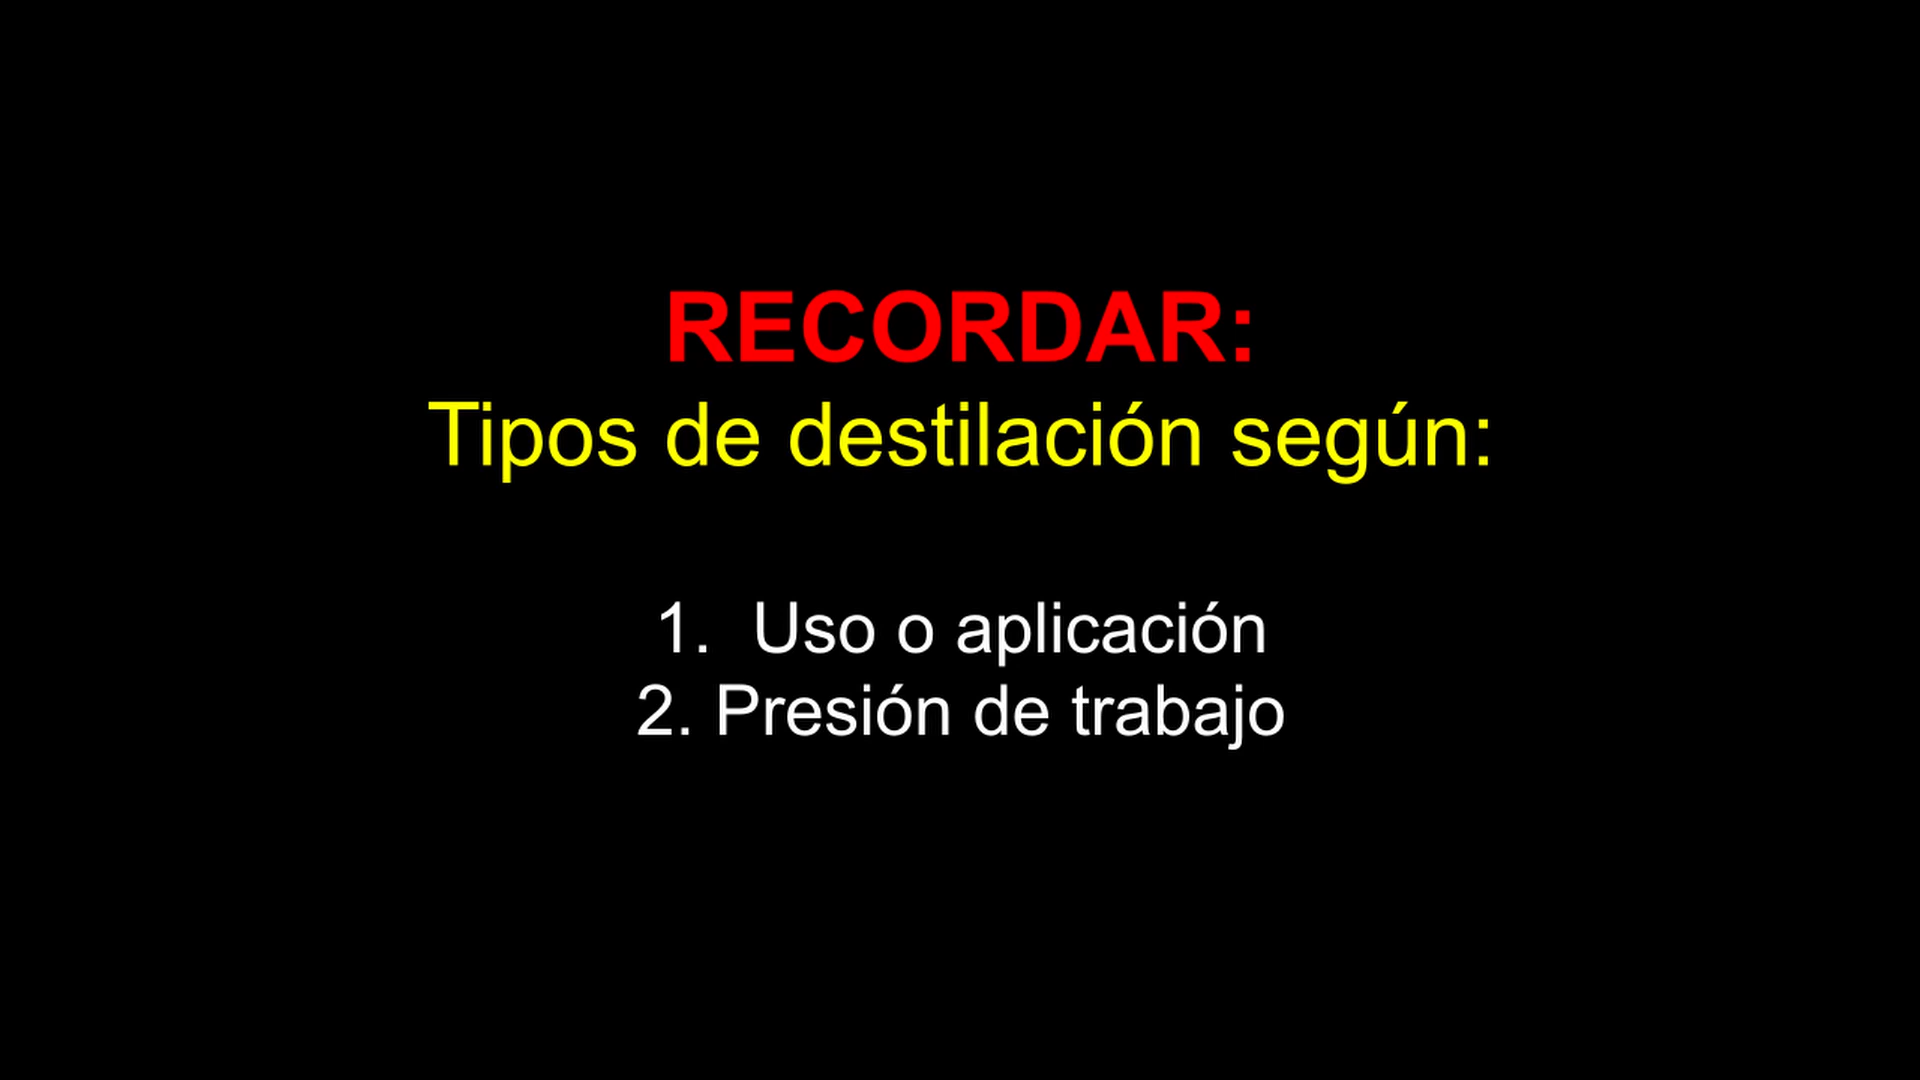 RECORDAR:
Tipos de destilación según:
1. Uso o aplicación
2. Presión de trabajo